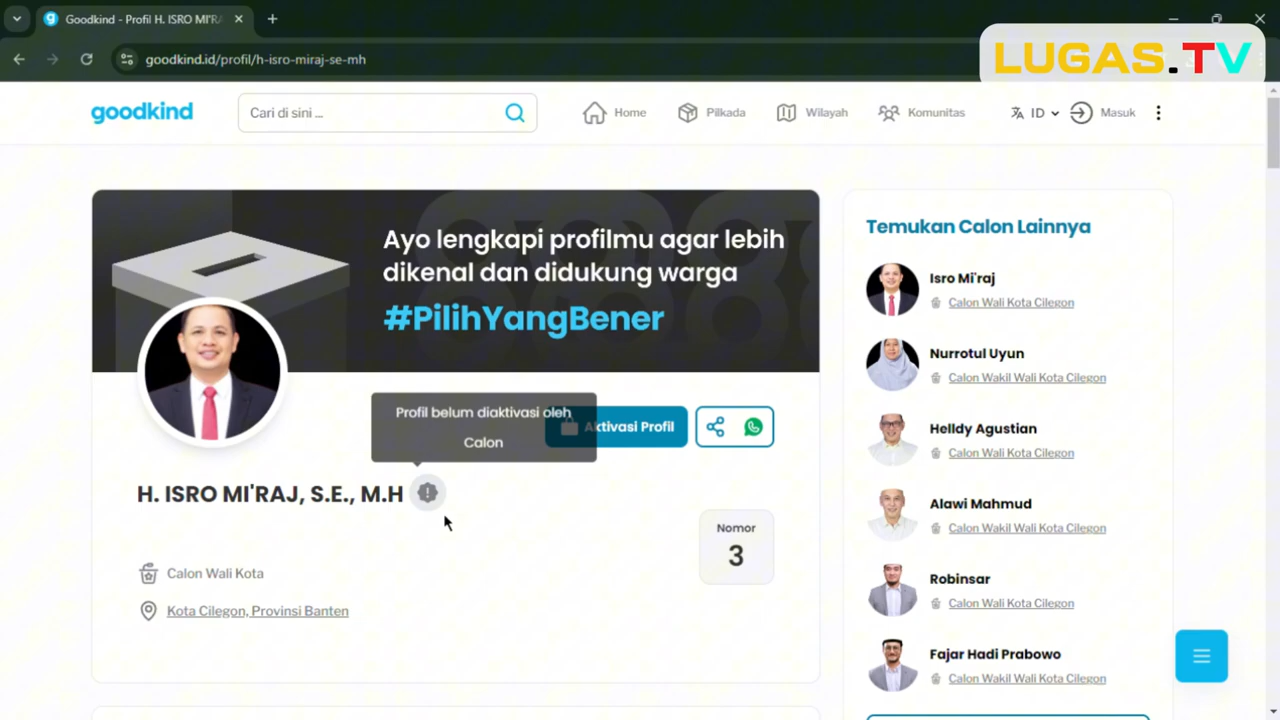 Goodkind - Profil H. ISRO MI'RA
LUGAS.TV
goodkind.id/profil/h-isro-miraj-se-mh
goodkind
Cari di sini ...
Home
Pilkada
Wilayah
Komunitas
ID
Masuk
Ayo lengkapi profilmu agar lebih
dikenal dan didukung warga
#PilihYangBener
Profil belum diaktivasi oleh
Calon
Aktivasi Profil
H. ISRO MI'RAJ, S.E., M.H
Nomor
3
Calon Wali Kota
Kota Cilegon, Provinsi Banten
Temukan Calon Lainnya
Isro Mi'raj
Calon Wali Kota Cilegon
Nurrotul Uyun
Calon Wakil Wali Kota Cilegon
Helldy Agustian
Calon Wali Kota Cilegon
Alawi Mahmud
Calon Wakil Wali Kota Cilegon
Robinsar
Calon Wali Kota Cilegon
Fajar Hadi Prabowo
Calon Wakil Wali Kota Cilegon